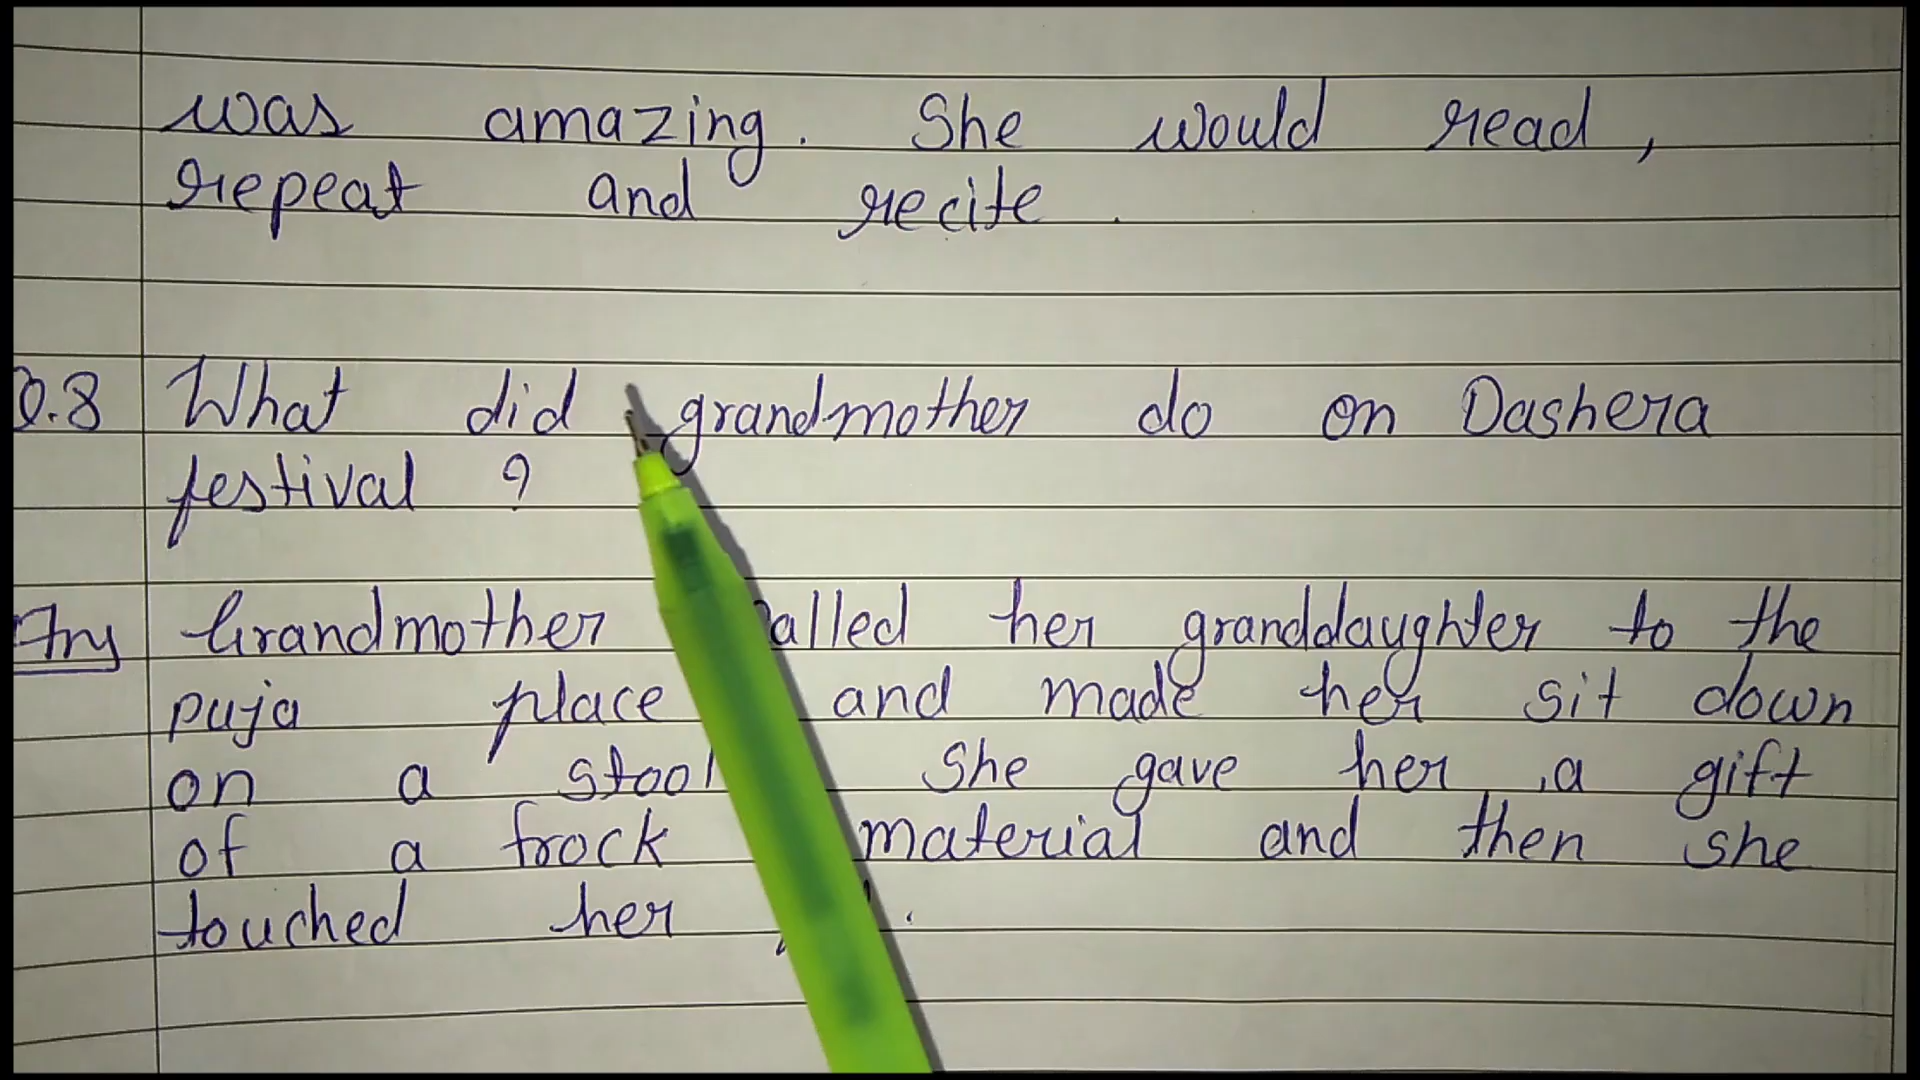 was amazing. She would read,
repeat and recite.
Q.8 What did grandmother do on Dashera
festival ?
Ans Grandmother called her granddaughter to the
puja place and made her sit down
on a stool She gave her a gift
of a frock material and then she
touched her